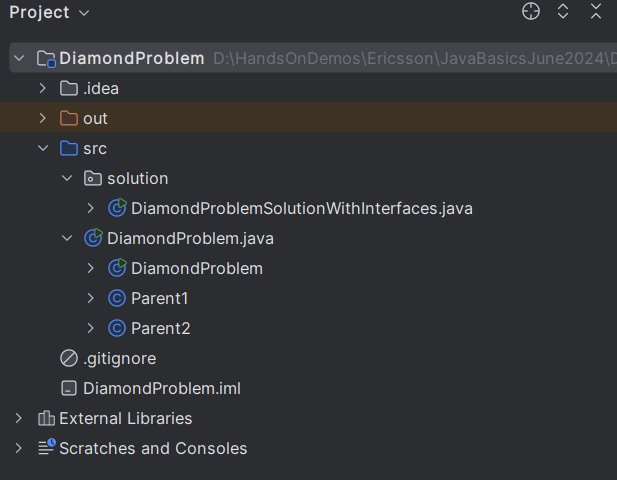 Project
DiamondProblem D:\HandsOnDemos\Ericsson\JavaBasicsJune2024\D
.idea
out
src
solution
DiamondProblemSolutionWithInterfaces.java
DiamondProblem.java
DiamondProblem
Parent1
Parent2
.gitignore
DiamondProblem.iml
External Libraries
Scratches and Consoles